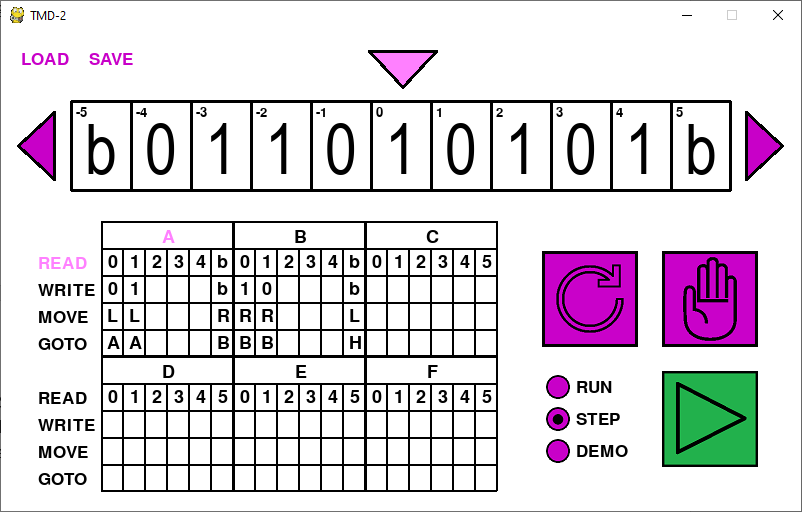 TMD-2
LOAD SAVE
-5 -4 -3 -2 -1 0 1 2 3 4 5
b 0 1 1 0 1 0 1 0 1 b
A B C
READ 0 1 2 3 4 b 0 1 2 3 4 b 0 1 2 3 4 5
WRITE 0 1 b 1 0 b
MOVE L L R R R L
GOTO A A B B B H
D E F
READ 0 1 2 3 4 5 0 1 2 3 4 5 0 1 2 3 4 5
WRITE
MOVE
GOTO
RUN
STEP
DEMO